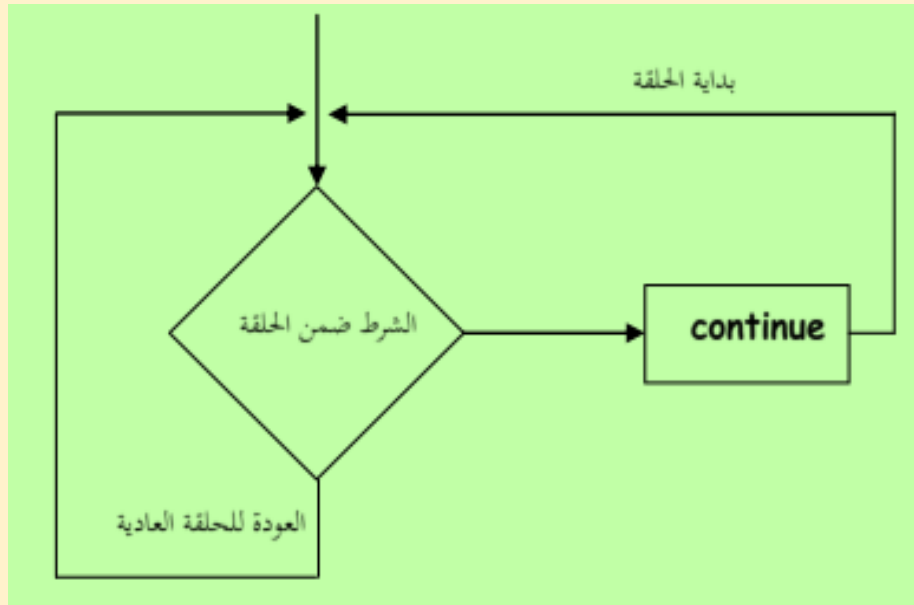 بداية الحلقة
الشرط ضمن الحلقة
continue
العودة للحلقة العادية